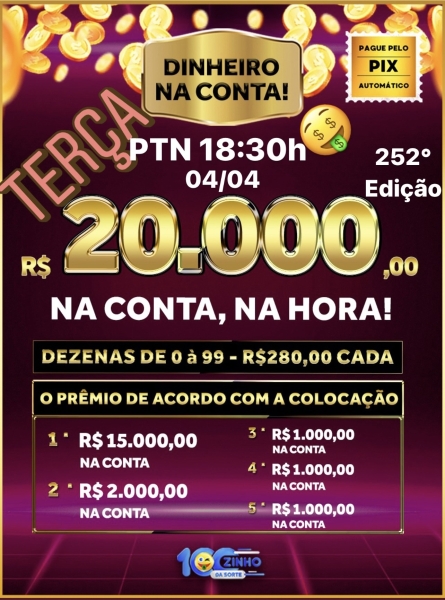 DINHEIRO
NA CONTA!
PAGUE PELO
PIX
AUTOMÁTICO
TERÇA
PTN 18:30h
04/04
252°
Edição
R$ 20.000,00
NA CONTA, NA HORA!
DEZENAS DE 0 à 99 - R$280,00 CADA
O PRÊMIO DE ACORDO COM A COLOCAÇÃO
1° R$ 15.000,00
NA CONTA
2° R$ 2.000,00
NA CONTA
3° R$ 1.000,00
NA CONTA
4° R$ 1.000,00
NA CONTA
5° R$ 1.000,00
NA CONTA
100ZINHO
DA SORTE